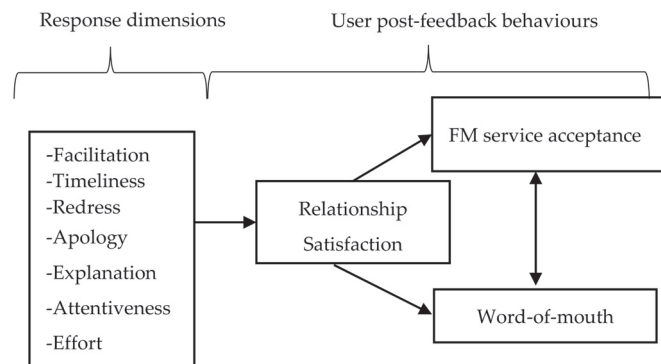 Response dimensions
User post-feedback behaviours
-Facilitation
-Timeliness
-Redress
-Apology
-Explanation
-Attentiveness
-Effort
Relationship
Satisfaction
FM service acceptance
Word-of-mouth